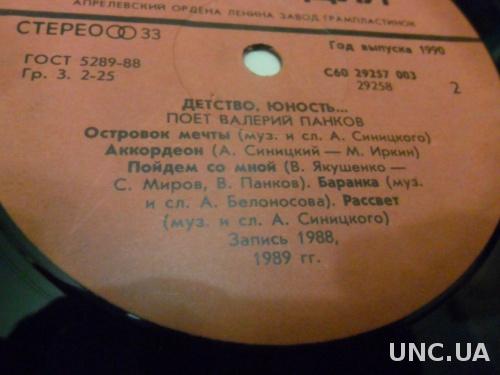 АПРЕЛЕВСКИЙ ОРДЕНА ЛЕНИНА ЗАВОД ГРАМПЛАСТИНОК
СТЕРЕО 33
ГОСТ 5289-88
Гр. 3. 2-25
Год выпуска 1990
С60 29257 003
29258
2
ДЕТСТВО, ЮНОСТЬ...
ПОЕТ ВАЛЕРИЙ ПАНКОВ
Островок мечты (муз. и сл. А. Синицкого)
Аккордеон (А. Синицкий — М. Иркин)
Пойдем со мной (В. Якушенко —
С. Миров, В. Панков). Баранка (муз.
и сл. А. Белоносова). Рассвет
(муз. и сл. А. Синицкого)
Запись 1988,
1989 гг.
UNC.UA